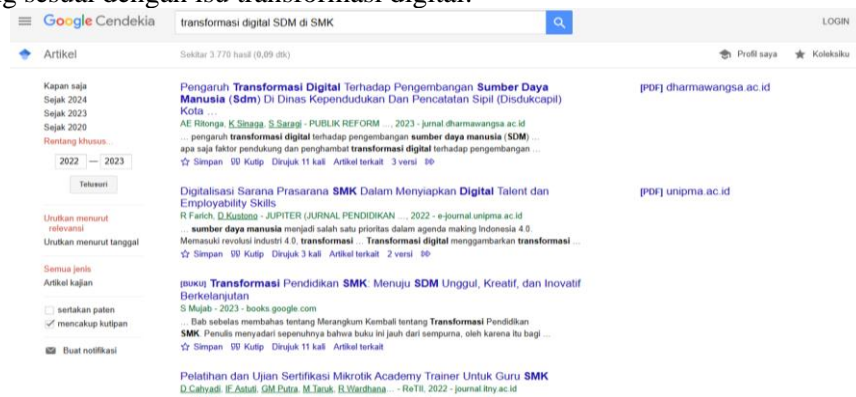 ng sesuai dengan isu transformasi digital.
Google Cendekia
transformasi digital SDM di SMK
LOGIN
Artikel
Sekitar 3.770 hasil (0,09 dtk)
Profil saya
Koleksiku
Kapan saja
Sejak 2024
Sejak 2023
Sejak 2020
Rentang khusus...
2022 — 2023
Telusuri
Urutkan menurut
relevansi
Urutkan menurut tanggal
Semua jenis
Artikel kajian
sertakan paten
mencakup kutipan
Buat notifikasi
Pengaruh Transformasi Digital Terhadap Pengembangan Sumber Daya
Manusia (Sdm) Di Dinas Kependudukan Dan Pencatatan Sipil (Disdukcapil)
Kota ...
AE Ritonga, K Sinaga, S Saragi - PUBLIK REFORM ..., 2023 - jurnal.dharmawangsa.ac.id
... pengaruh transformasi digital terhadap pengembangan sumber daya manusia (SDM) ...
apa saja faktor pendukung dan penghambat transformasi digital terhadap pengembangan ...
Simpan Kutip Dirujuk 11 kali Artikel terkait 3 versi
[PDF] dharmawangsa.ac.id
Digitalisasi Sarana Prasarana SMK Dalam Menyiapkan Digital Talent dan
Employability Skills
R Farich, D Kustono - JUPITER (JURNAL PENDIDIKAN ..., 2022 - e-journal.unipma.ac.id
... sumber daya manusia menjadi salah satu prioritas dalam agenda making Indonesia 4.0.
Memasuki revolusi industri 4.0, transformasi ... Transformasi digital menggambarkan transformasi ...
Simpan Kutip Dirujuk 3 kali Artikel terkait 2 versi
[PDF] unipma.ac.id
[BUKU] Transformasi Pendidikan SMK: Menuju SDM Unggul, Kreatif, dan Inovatif
Berkelanjutan
S Mujab - 2023 - books.google.com
... Bab sebelas membahas tentang Merangkum Kembali tentang Transformasi Pendidikan
SMK. Penulis menyadari sepenuhnya bahwa buku ini jauh dari sempurna, oleh karena itu bagi ...
Simpan Kutip Dirujuk 11 kali Artikel terkait
Pelatihan dan Ujian Sertifikasi Mikrotik Academy Trainer Untuk Guru SMK
D Cahyadi, IF Astuti, GM Putra, M Taruk, R Wardhana... - ReTII, 2022 - journal.itny.ac.id